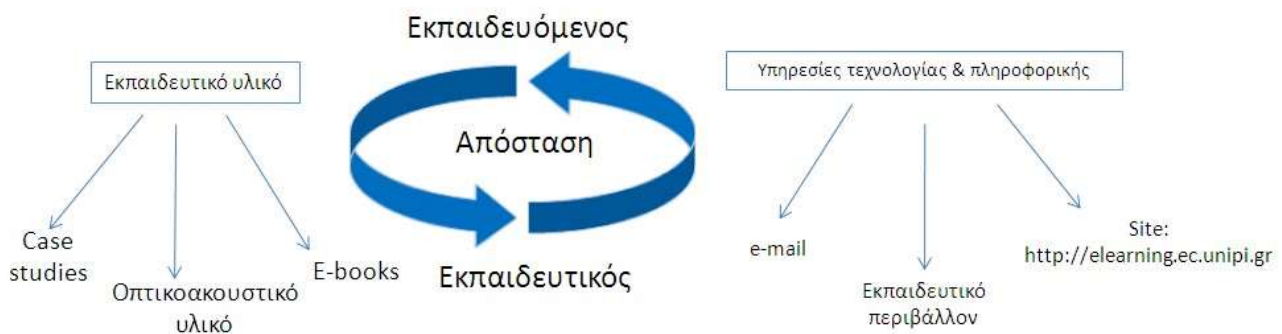 Εκπαιδευόμενος
Εκπαιδευτικό υλικό
Υπηρεσίες τεχνολογίας & πληροφορικής
Απόσταση
Case
studies
Οπτικοακουστικό
υλικό
E-books
Εκπαιδευτικός
e-mail
Εκπαιδευτικό
περιβάλλον
Site:
http://elearning.ec.unipi.gr